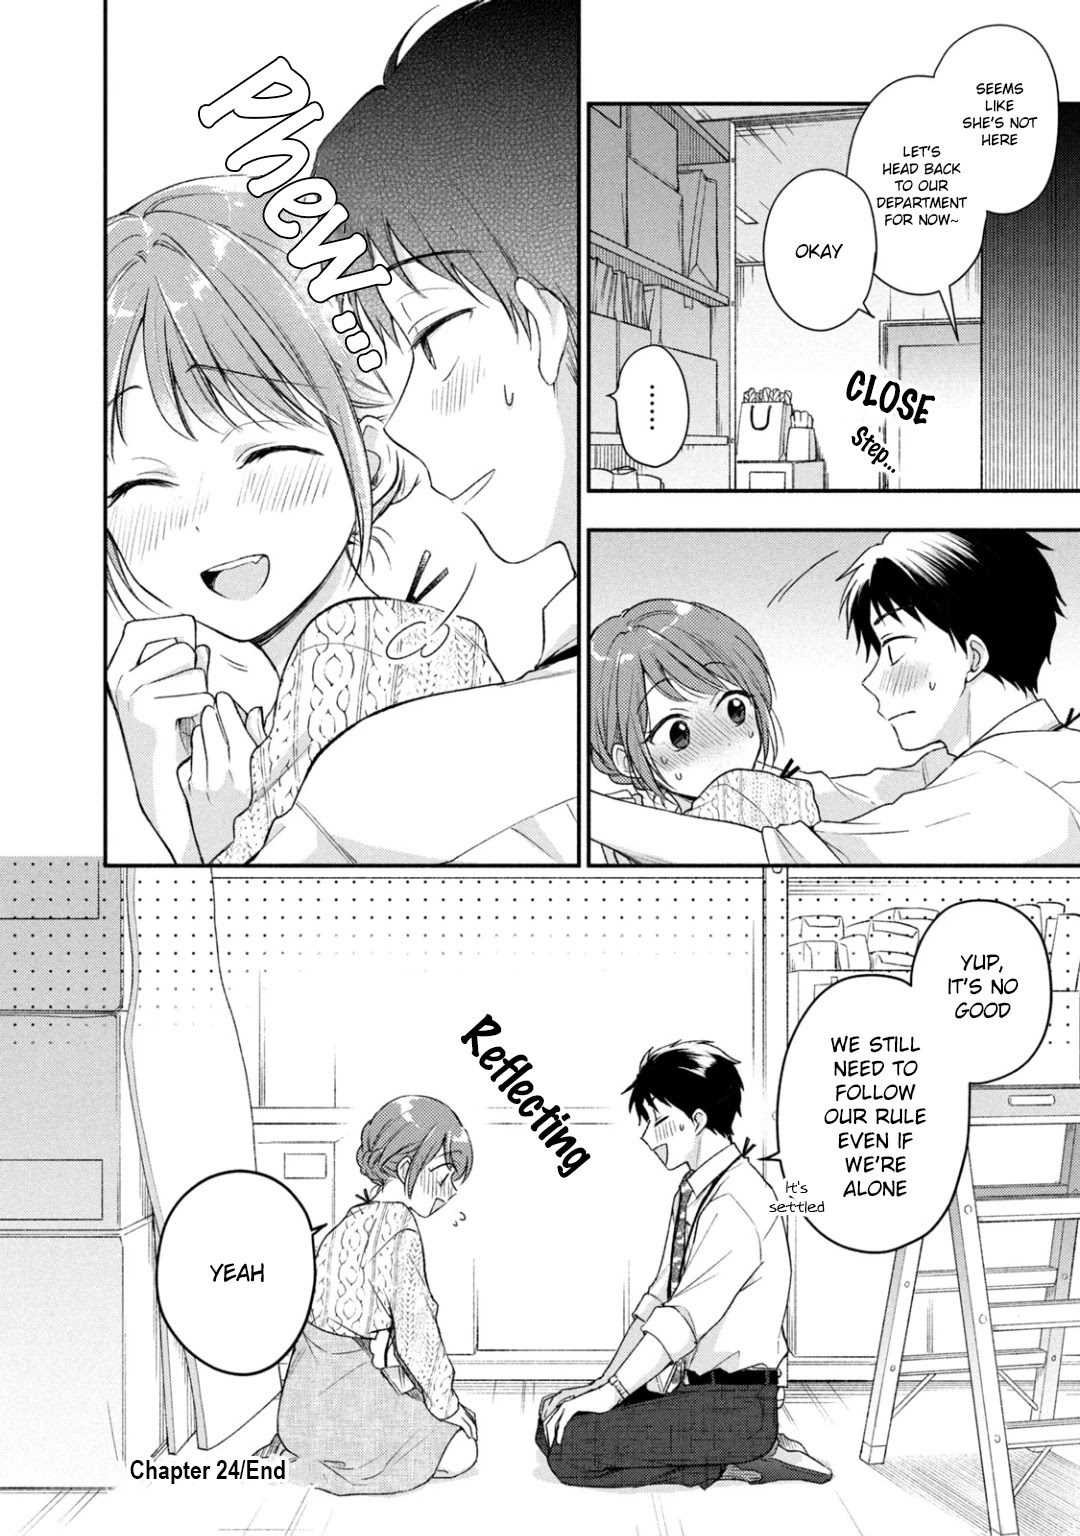 SEEMS
LIKE
SHE'S NOT
HERE
LET'S
HEAD BACK
TO OUR
DEPARTMENT
FOR NOW~
OKAY
CLOSE
Step...
.......
Phew....
YUP,
IT'S NO
GOOD
WE STILL
NEED TO
FOLLOW
OUR RULE
EVEN IF
WE'RE
ALONE
It's
settled
Reflecting
YEAH
Chapter 24/End